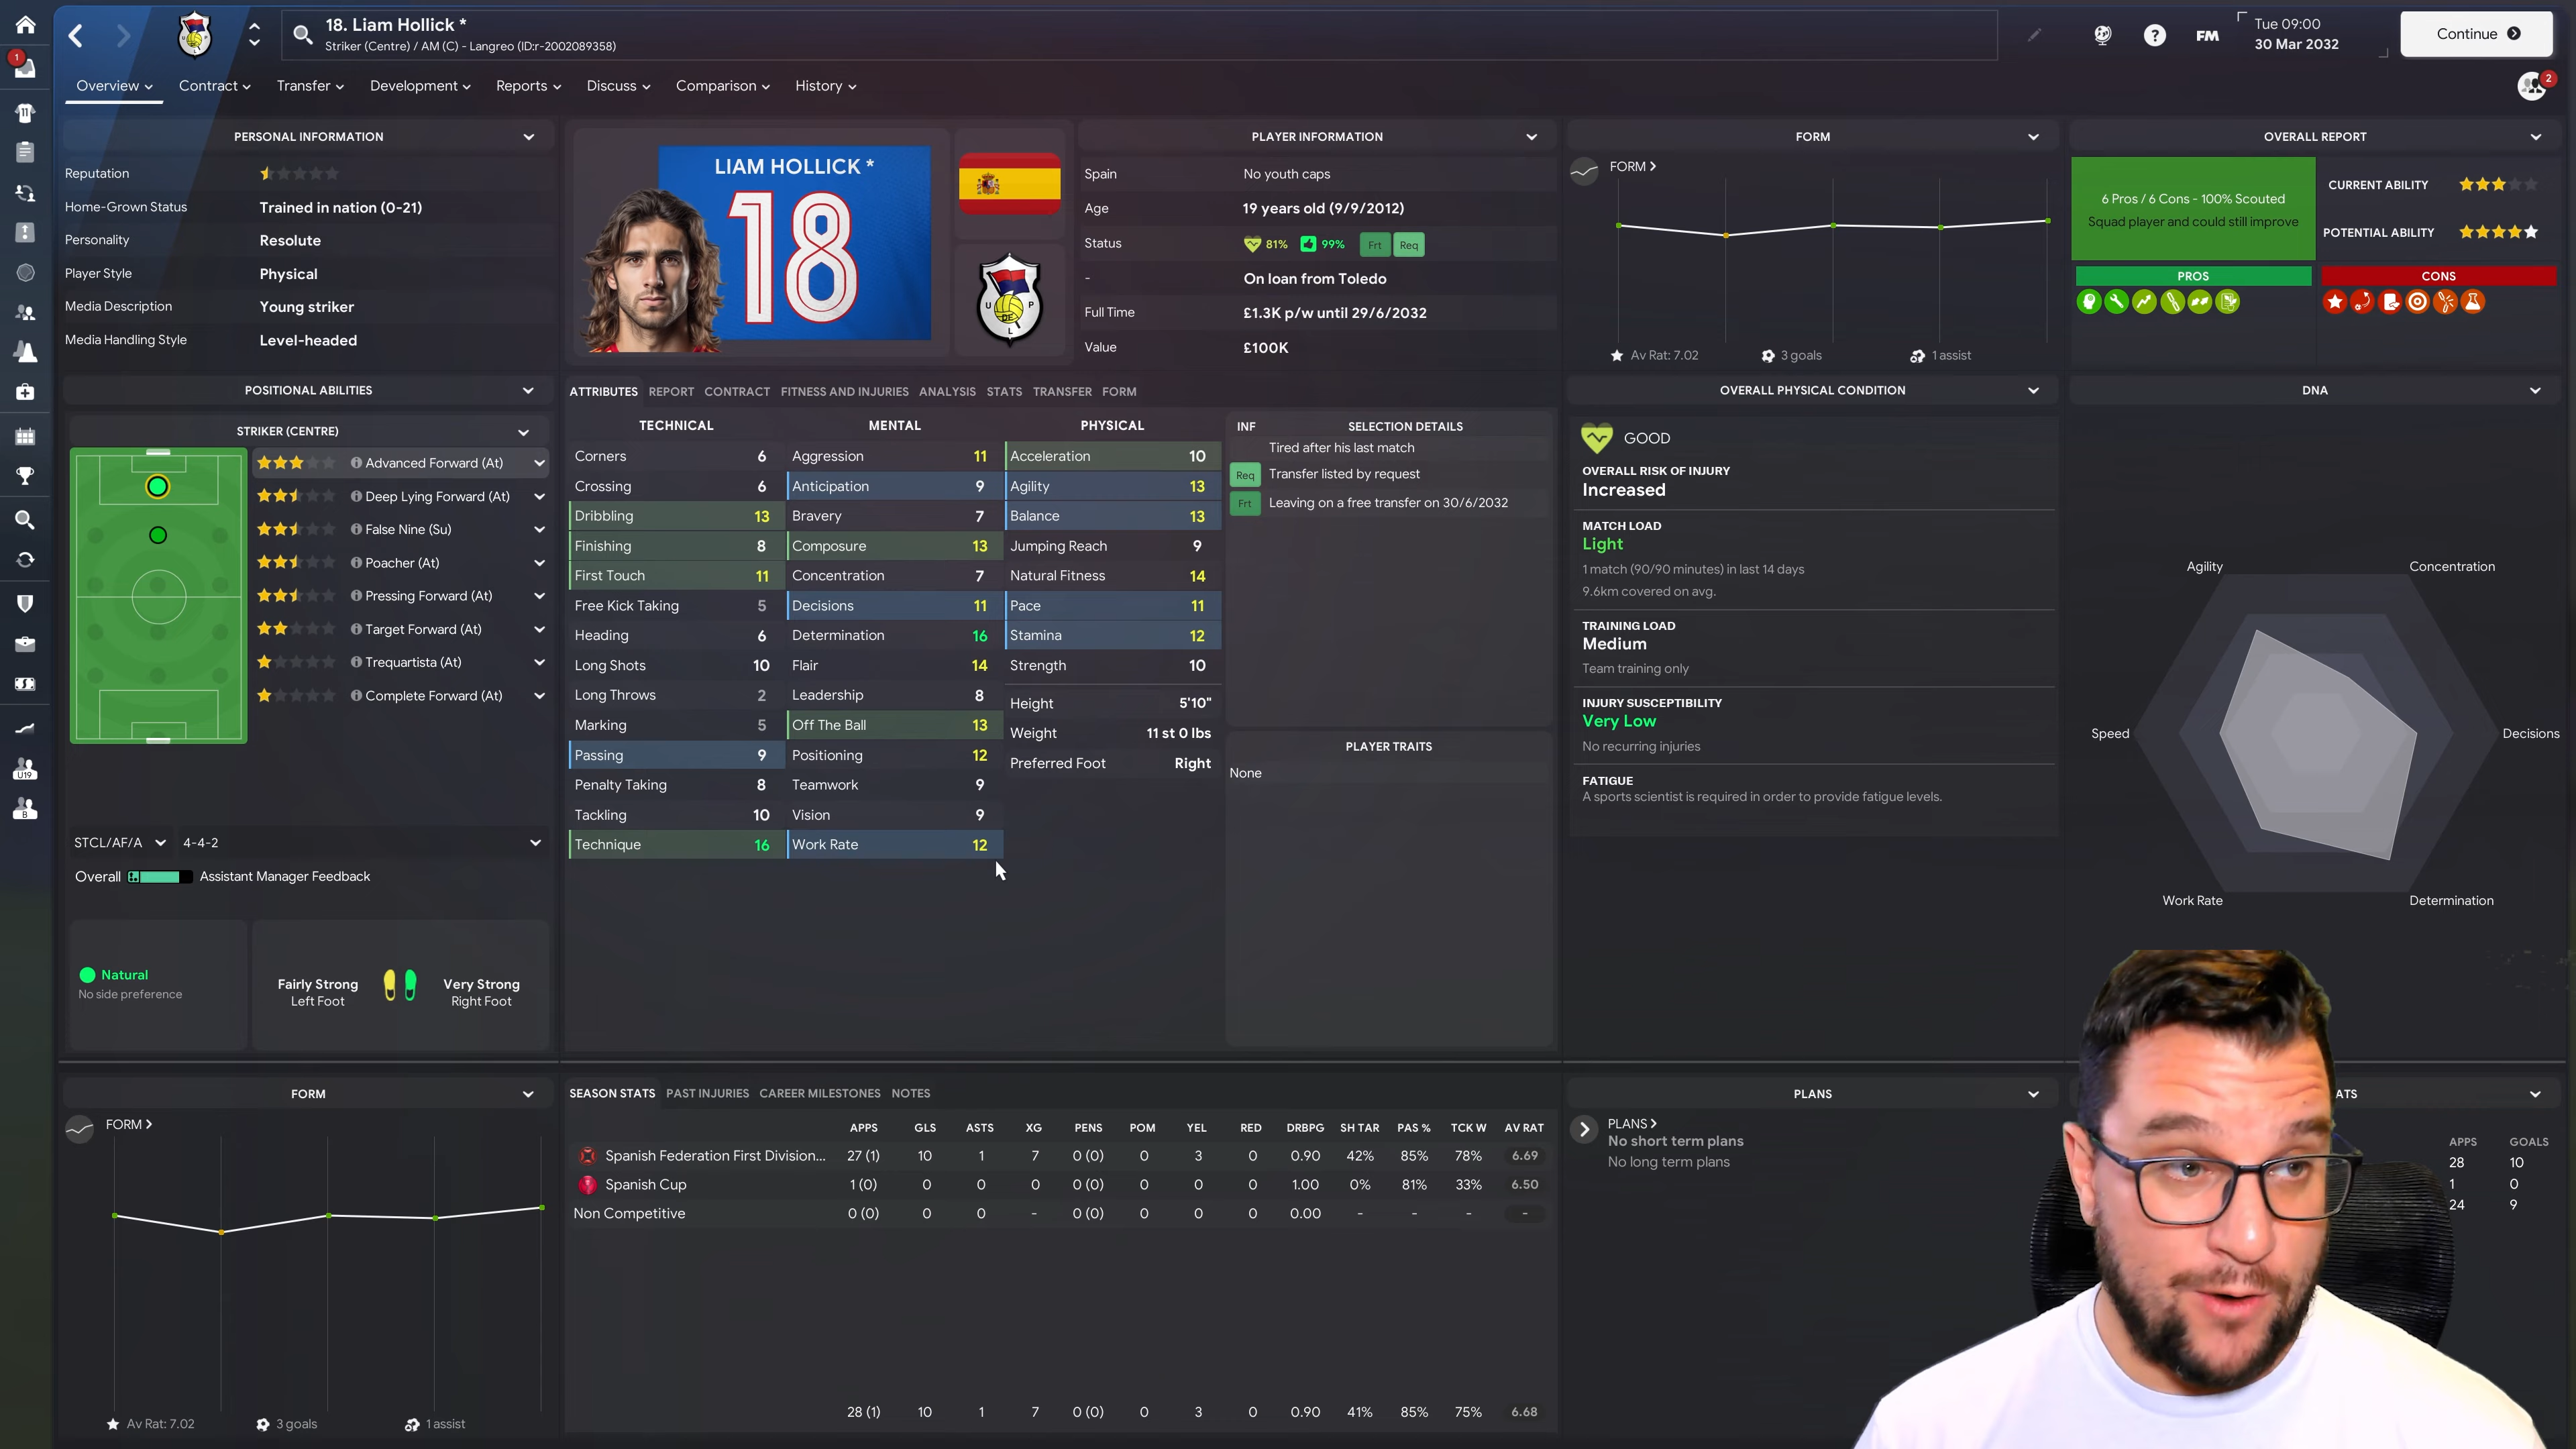 18. Liam Hollick *
Striker (Centre) / AM (C) - Langreo (ID:r-2002089358)
FM
Tue 09:00
30 Mar 2032
Continue
1
Overview
Contract
Transfer
Development
Reports
Discuss
Comparison
History
2
PERSONAL INFORMATION
Reputation
Home-Grown Status Trained in nation (0-21)
Personality Resolute
Player Style Physical
Media Description Young striker
Media Handling Style Level-headed
LIAM HOLLICK *
18
PLAYER INFORMATION
Spain No youth caps
Age 19 years old (9/9/2012)
Status 81% 99% Frt Req
- On loan from Toledo
Full Time £1.3K p/w until 29/6/2032
Value £100K
FORM
FORM
Av Rat: 7.02 3 goals 1 assist
OVERALL REPORT
6 Pros / 6 Cons - 100% Scouted
Squad player and could still improve
CURRENT ABILITY
POTENTIAL ABILITY
PROS CONS
POSITIONAL ABILITIES
STRIKER (CENTRE)
Advanced Forward (At)
Deep Lying Forward (At)
False Nine (Su)
Poacher (At)
Pressing Forward (At)
Target Forward (At)
Trequartista (At)
Complete Forward (At)
STCL/AF/A 4-4-2
Overall Assistant Manager Feedback
Natural
No side preference
Fairly Strong
Left Foot
Very Strong
Right Foot
ATTRIBUTES REPORT CONTRACT FITNESS AND INJURIES ANALYSIS STATS TRANSFER FORM
TECHNICAL
Corners 6
Crossing 6
Dribbling 13
Finishing 8
First Touch 11
Free Kick Taking 5
Heading 6
Long Shots 10
Long Throws 2
Marking 5
Passing 9
Penalty Taking 8
Tackling 10
Technique 16
MENTAL
Aggression 11
Anticipation 9
Bravery 7
Composure 13
Concentration 7
Decisions 11
Determination 16
Flair 14
Leadership 8
Off The Ball 13
Positioning 12
Teamwork 9
Vision 9
Work Rate 12
PHYSICAL
Acceleration 10
Agility 13
Balance 13
Jumping Reach 9
Natural Fitness 14
Pace 11
Stamina 12
Strength 10
Height 5'10"
Weight 11 st 0 lbs
Preferred Foot Right
INF SELECTION DETAILS
Tired after his last match
Req Transfer listed by request
Frt Leaving on a free transfer on 30/6/2032
PLAYER TRAITS
None
OVERALL PHYSICAL CONDITION
GOOD
OVERALL RISK OF INJURY
Increased
MATCH LOAD
Light
1 match (90/90 minutes) in last 14 days
9.6km covered on avg.
TRAINING LOAD
Medium
Team training only
INJURY SUSCEPTIBILITY
Very Low
No recurring injuries
FATIGUE
A sports scientist is required in order to provide fatigue levels.
DNA
Agility
Concentration
Speed
Decisions
Work Rate
Determination
U19
B
FORM
FORM
Av Rat: 7.02 3 goals 1 assist
SEASON STATS PAST INJURIES CAREER MILESTONES NOTES
APPS GLS ASTS XG PENS POM YEL RED DRBPG SH TAR PAS % TCK W AV RAT
Spanish Federation First Division... 27 (1) 10 1 7 0 (0) 0 3 0 0.90 42% 85% 78% 6.69
Spanish Cup 1 (0) 0 0 0 0 (0) 0 0 0 1.00 0% 81% 33% 6.50
Non Competitive 0 (0) 0 0 - 0 (0) 0 0 0 0.00 - - - -
28 (1) 10 1 7 0 (0) 0 3 0 0.90 41% 85% 75% 6.68
PLANS
PLANS
No short term plans
No long term plans
ATS
APPS GOALS
28 10
1 0
24 9